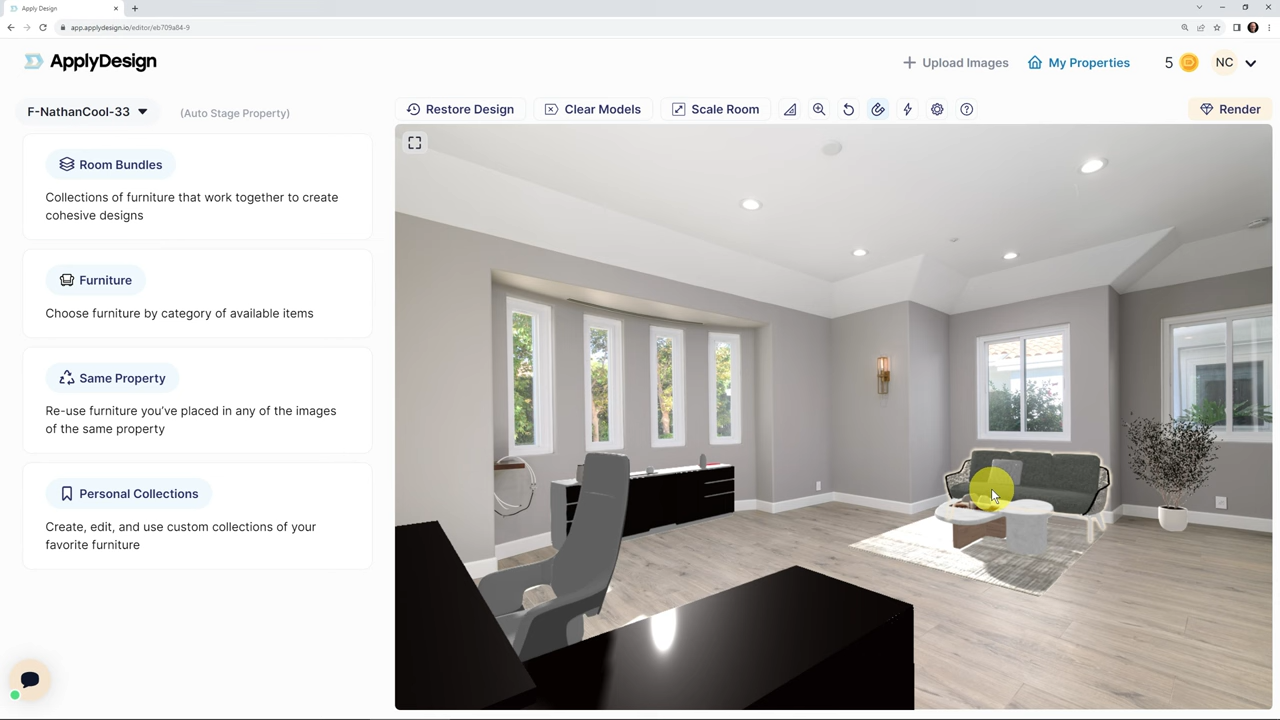 Apply Design
app.applydesign.io/editor/eb709a84-9
ApplyDesign
Upload Images
My Properties
5
NC
F-NathanCool-33
(Auto Stage Property)
Restore Design
Clear Models
Scale Room
Render
Room Bundles
Collections of furniture that work together to create
cohesive designs
Furniture
Choose furniture by category of available items
Same Property
Re-use furniture you've placed in any of the images
of the same property
Personal Collections
Create, edit, and use custom collections of your
favorite furniture